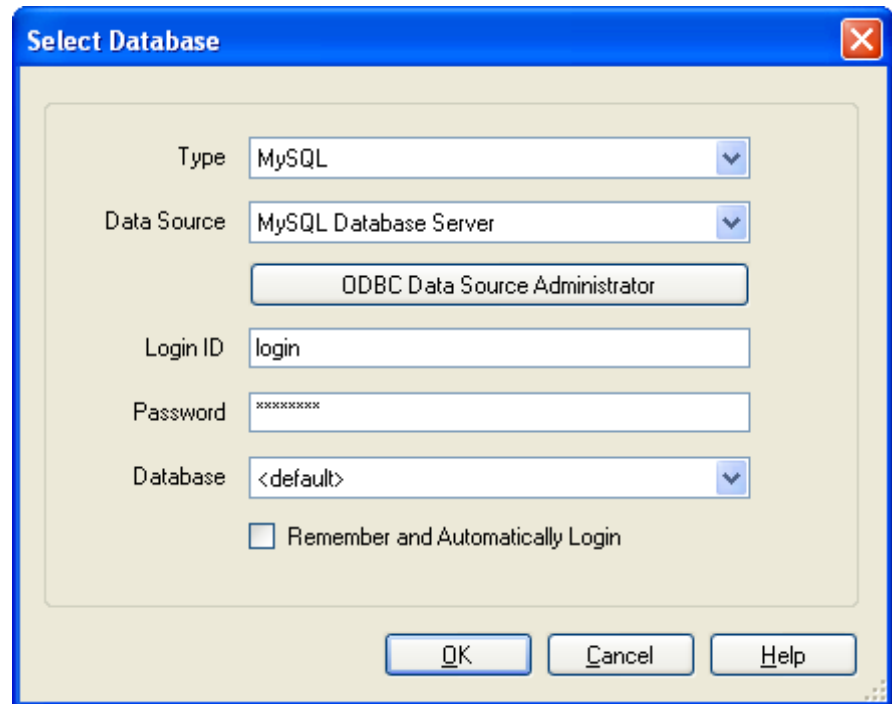 Select Database
Type MySQL
Data Source MySQL Database Server
ODBC Data Source Administrator
Login ID login
Password ********
Database <default>
Remember and Automatically Login
OK Cancel Help